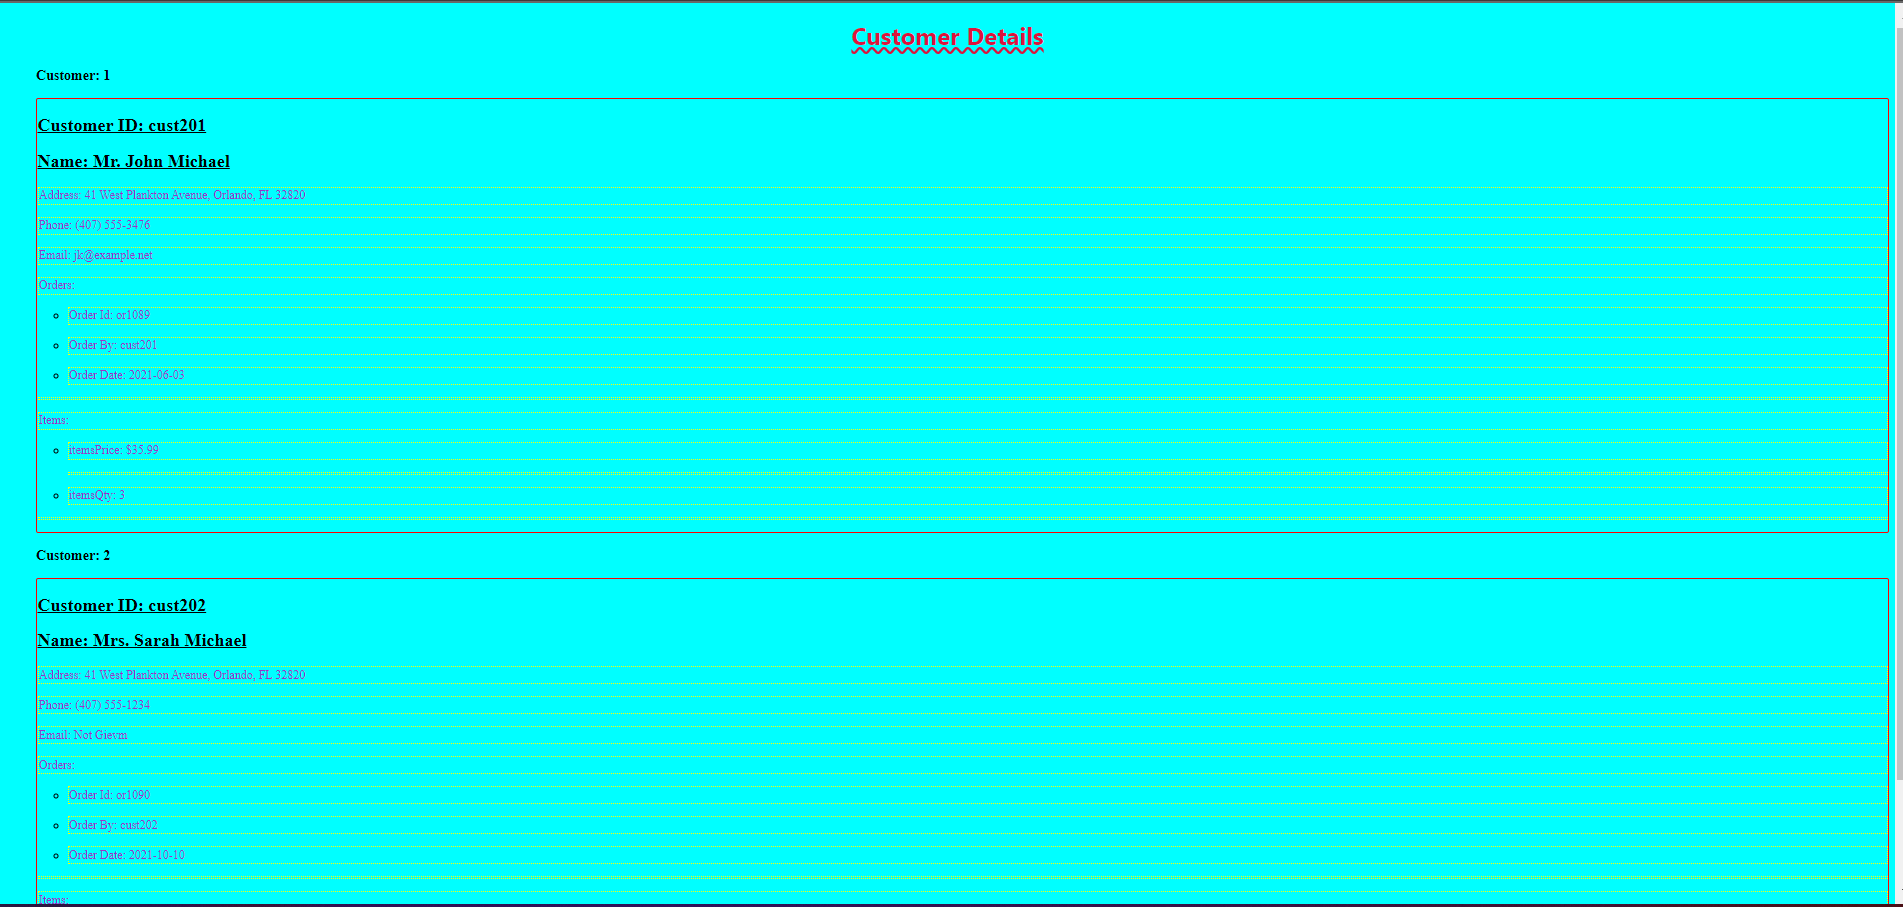 Customer Details
Customer: 1
Customer ID: cust201
Name: Mr. John Michael
Address: 41 West Plankton Avenue, Orlando, FL 32820
Phone: (407) 555-3476
Email: jk@example.net
Orders:
Order Id: or1089
Order By: cust201
Order Date: 2021-06-03
Items:
itemsPrice: $35.99
itemsQty: 3
Customer: 2
Customer ID: cust202
Name: Mrs. Sarah Michael
Address: 41 West Plankton Avenue, Orlando, FL 32820
Phone: (407) 555-1234
Email: Not Gievm
Orders:
Order Id: or1090
Order By: cust202
Order Date: 2021-10-10
Items: